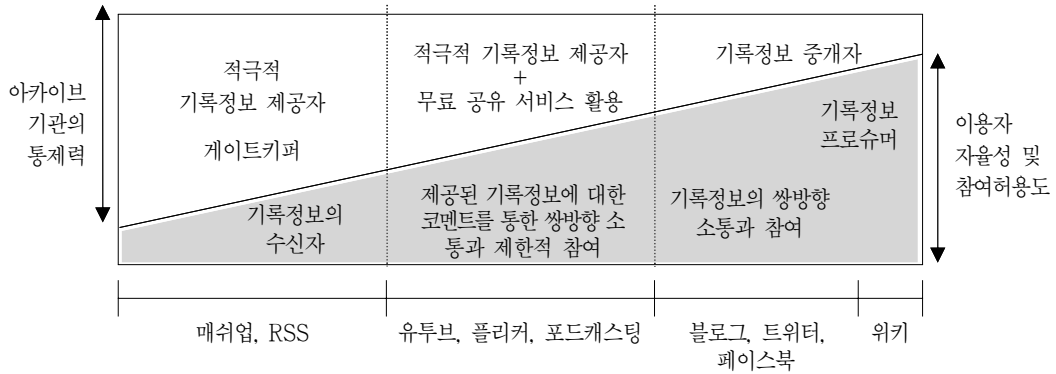 아카이브
기관의
통제력
적극적
기록정보 제공자
게이트키퍼
적극적 기록정보 제공자
+
무료 공유 서비스 활용
기록정보 중개자
기록정보
프로슈머
이용자
자율성 및
참여허용도
기록정보의
수신자
제공된 기록정보에 대한
코멘트를 통한 쌍방향 소
통과 제한적 참여
기록정보의 쌍방향
소통과 참여
매쉬업, RSS
유투브, 플리커, 포드캐스팅
블로그, 트위터,
페이스북
위키